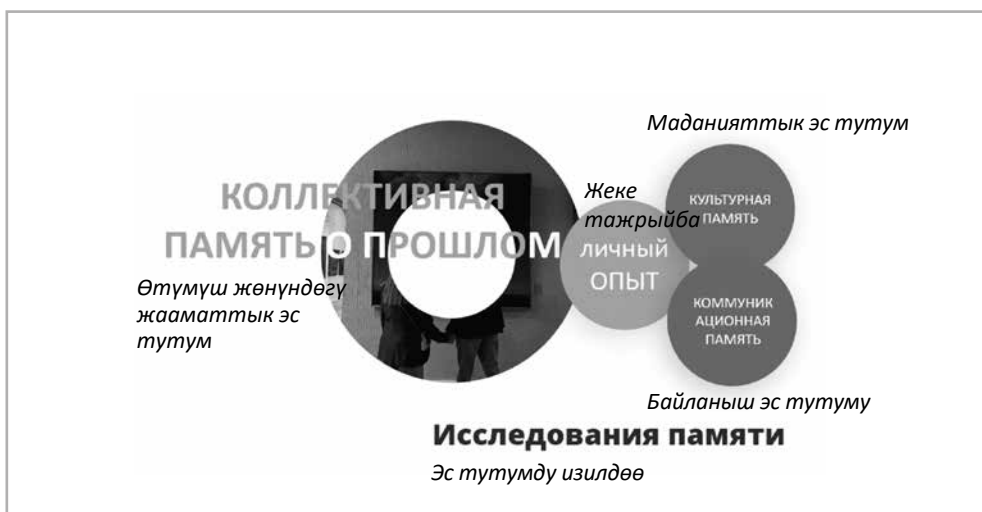 Маданияттык эс тутум
КОЛЛЕКТИВНАЯ
ПАМЯТЬ О ПРОШЛОМ
Өтүмүш жөнүндөгү
жааматтык эс
тутум
Жеке
тажрыйба
ЛИЧНЫЙ
ОПЫТ
КУЛЬТУРНАЯ
ПАМЯТЬ
КОММУНИК
АЦИОННАЯ
ПАМЯТЬ
Байланыш эс тутуму
Исследования памяти
Эс тутумду изилдөө